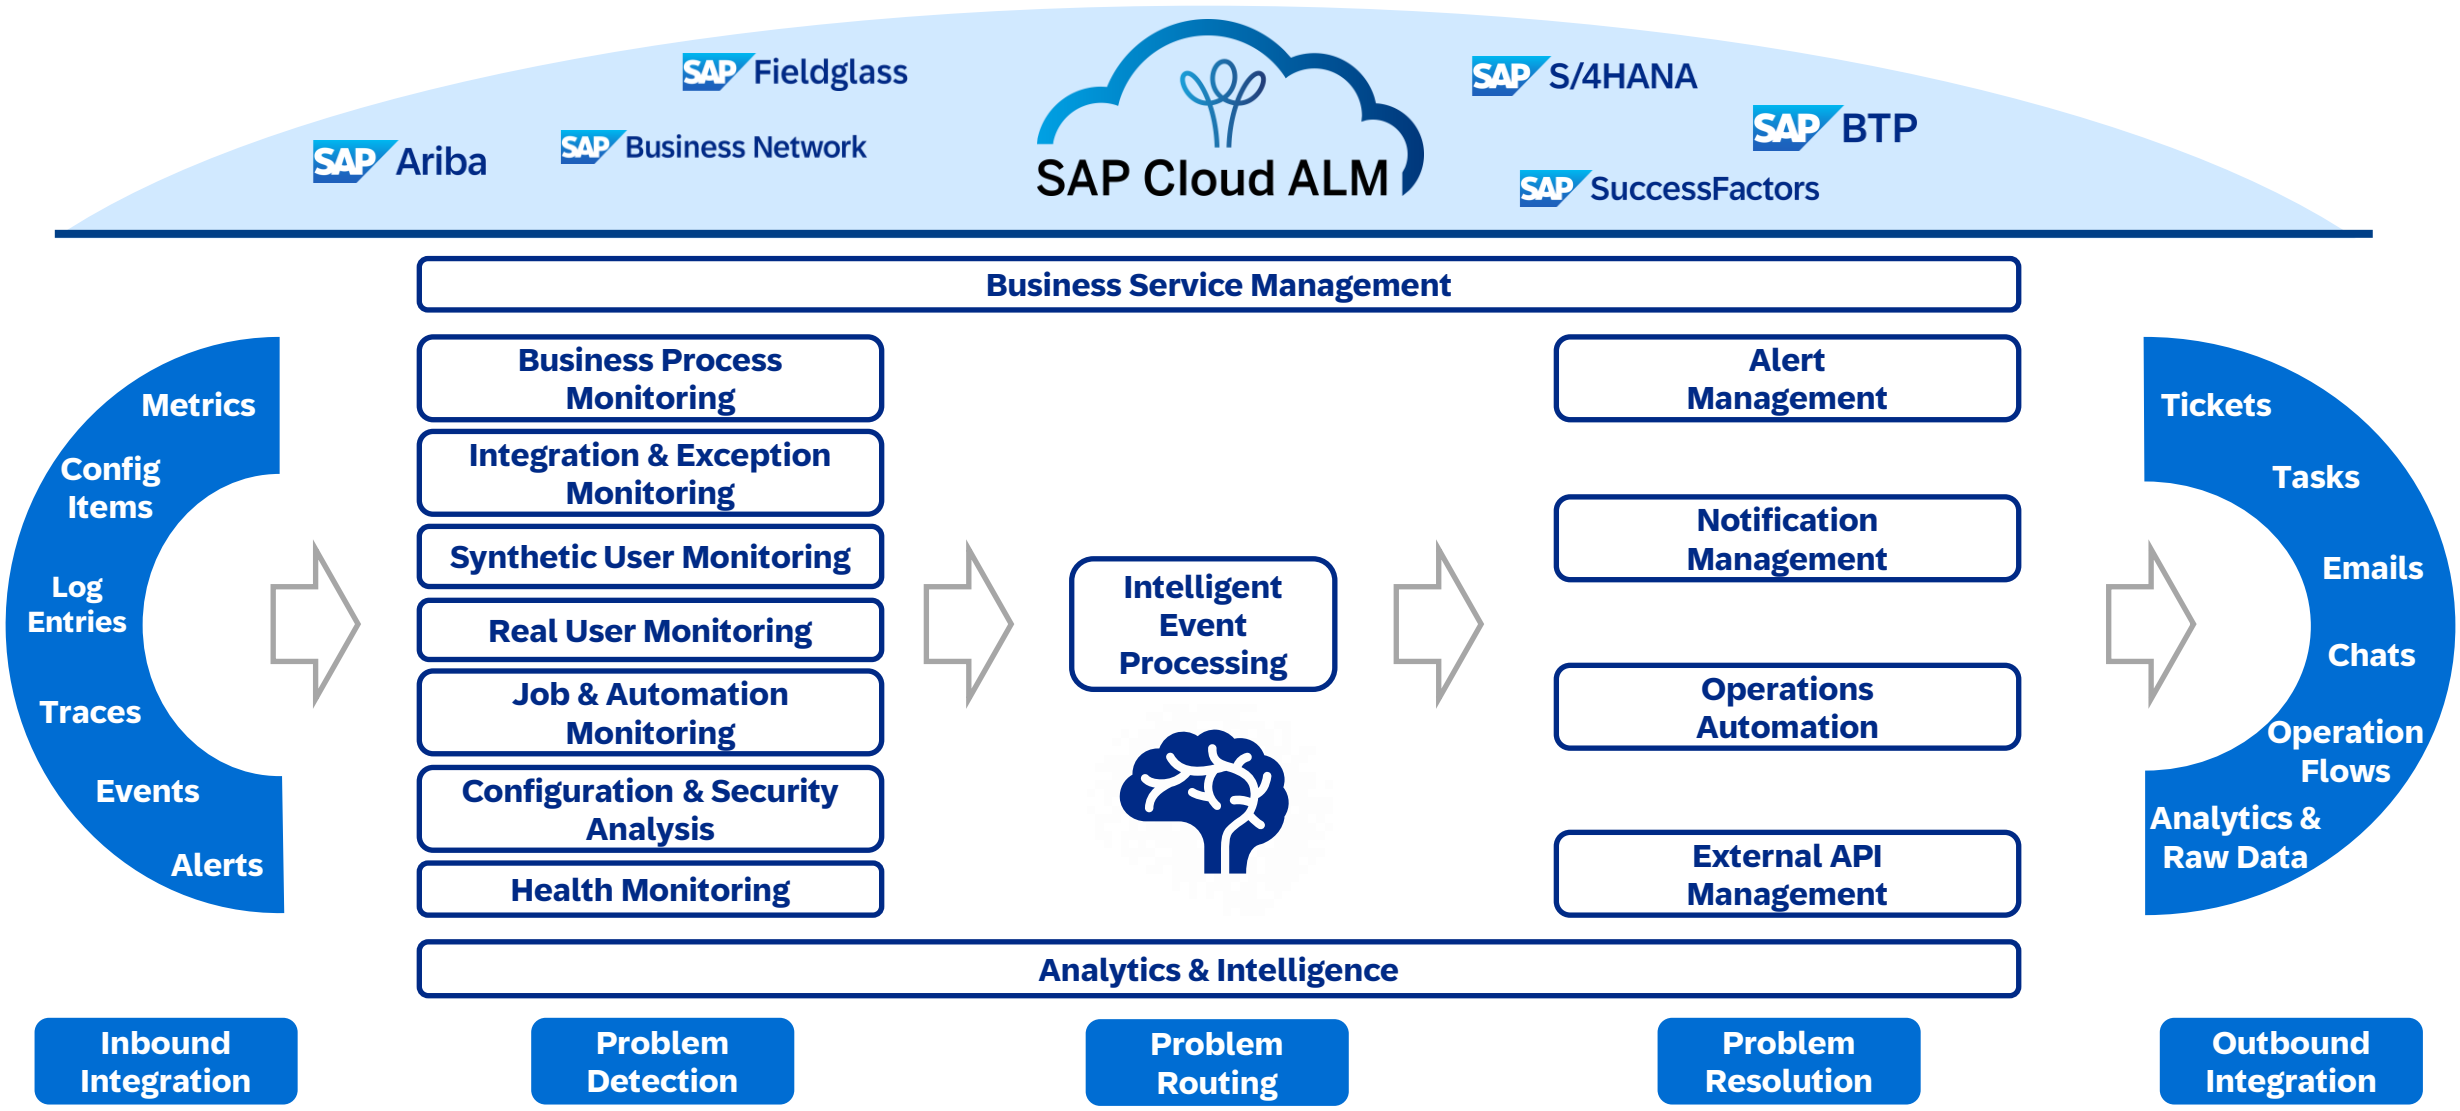 SAP Fieldglass
SAP S/4HANA
SAP Ariba
SAP Business Network
SAP Cloud ALM
SAP BTP
SAP SuccessFactors
Business Service Management
Metrics
Config
Items
Log
Entries
Traces
Events
Alerts
Business Process
Monitoring
Integration & Exception
Monitoring
Synthetic User Monitoring
Real User Monitoring
Job & Automation
Monitoring
Configuration & Security
Analysis
Health Monitoring
Intelligent
Event
Processing
Alert
Management
Notification
Management
Operations
Automation
External API
Management
Tickets
Tasks
Emails
Chats
Operation
Flows
Analytics &
Raw Data
Analytics & Intelligence
Inbound
Integration
Problem
Detection
Problem
Routing
Problem
Resolution
Outbound
Integration